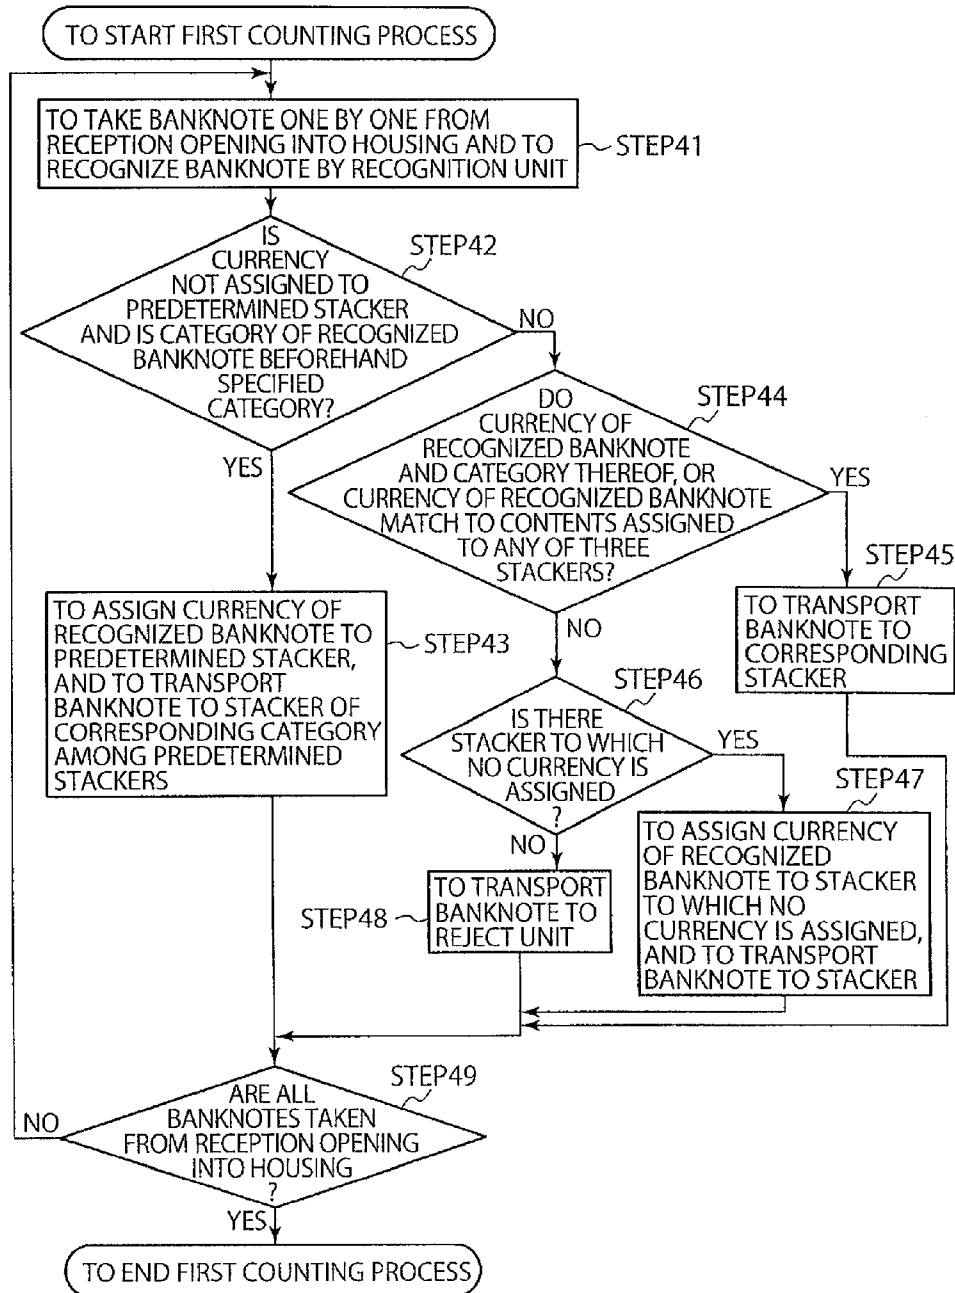 TO START FIRST COUNTING PROCESS
TO TAKE BANKNOTE ONE BY ONE FROM
RECEPTION OPENING INTO HOUSING AND TO
RECOGNIZE BANKNOTE BY RECOGNITION UNIT
STEP41
IS
CURRENCY
NOT ASSIGNED TO
PREDETERMINED STACKER
AND IS CATEGORY OF RECOGNIZED
BANKNOTE BEFOREHAND
SPECIFIED
CATEGORY?
STEP42
NO
YES
DO
CURRENCY OF
RECOGNIZED BANKNOTE
AND CATEGORY THEREOF, OR
CURRENCY OF RECOGNIZED BANKNOTE
MATCH TO CONTENTS ASSIGNED
TO ANY OF THREE
STACKERS?
STEP44
YES
NO
STEP45
TO TRANSPORT
BANKNOTE TO
CORRESPONDING
STACKER
TO ASSIGN CURRENCY OF
RECOGNIZED BANKNOTE TO
PREDETERMINED STACKER,
AND TO TRANSPORT
BANKNOTE TO STACKER OF
CORRESPONDING CATEGORY
AMONG PREDETERMINED
STACKERS
STEP43
STEP46
IS THERE
STACKER TO WHICH
NO CURRENCY IS
ASSIGNED
?
YES
NO
STEP47
TO ASSIGN CURRENCY
OF RECOGNIZED
BANKNOTE TO STACKER
TO WHICH NO
CURRENCY IS ASSIGNED,
AND TO TRANSPORT
BANKNOTE TO STACKER
STEP48
TO TRANSPORT
BANKNOTE TO
REJECT UNIT
STEP49
ARE ALL
BANKNOTES TAKEN
FROM RECEPTION OPENING
INTO HOUSING
?
NO
YES
TO END FIRST COUNTING PROCESS